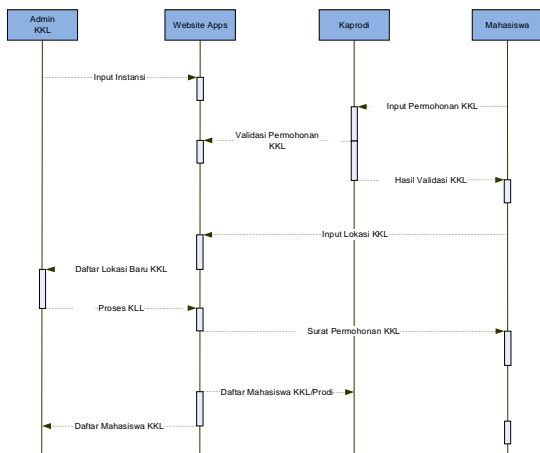 Admin
KKL
Website Apps
Kaprodi
Mahasiswa
Input Instansi
Input Permohonan KKL
Validasi Permohonan
KKL
Hasil Validasi KKL
Input Lokasi KKL
Daftar Lokasi Baru KKL
Proses KLL
Surat Permohonan KKL
Daftar Mahasiswa KKL/Prodi
Daftar Mahasiswa KKL